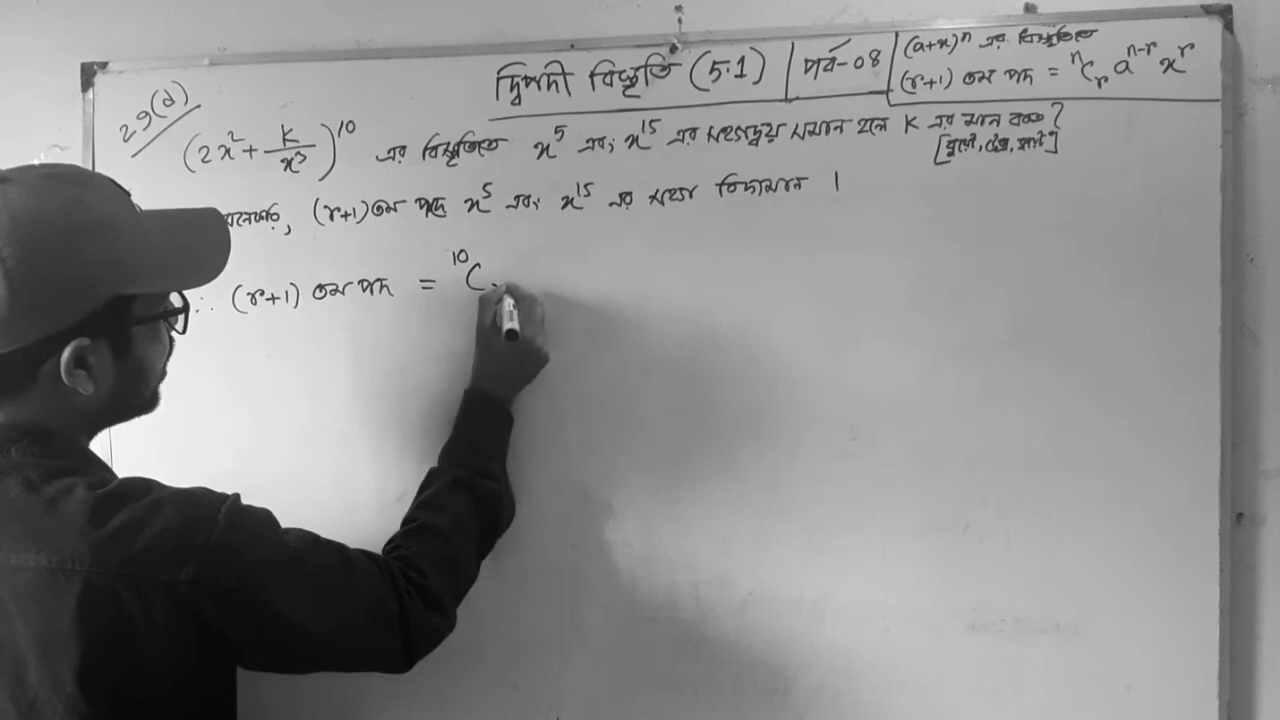 দ্বিপদী বিস্তৃতি (5.1) | পর্ব-08
(a+x)ⁿ এর বিস্তৃতিতে
(r+1) তম পদ = ⁿCᵣ aⁿ⁻ʳ xʳ
29(d)
(2x² + K/x³)¹⁰ এর বিস্তৃতিতে x⁵ এবং x¹⁵ এর সহগদ্বয় সমান হলে K এর মান কত?
[বুয়েট, চুয়েট,]
মনেকরি, (r+1) তম পদে x⁵ এবং x¹⁵ এর সহগ বিদ্যমান ।
∴ (r+1) তম পদ = ¹⁰C